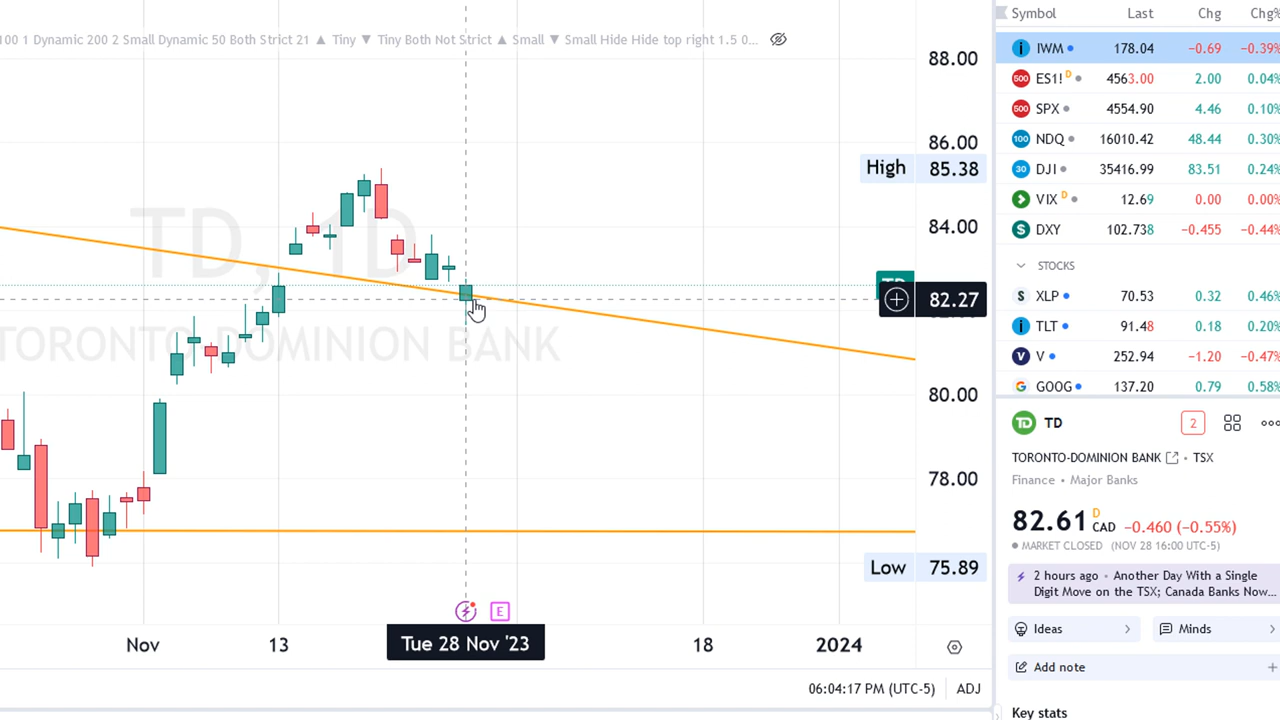 100 1 Dynamic 200 2 Small Dynamic 50 Both Strict 21 ▲ Tiny ▼ Tiny Both Not Strict ▲ Small ▼ Small Hide Hide top right 1.5 0...
TD, 1D
TORONTO DOMINION BANK
88.00
86.00
High 85.38
84.00
TD
82.27
80.00
78.00
Low 75.89
E
Nov 13 Tue 28 Nov '23 18 2024
06:04:17 PM (UTC-5) ADJ
Symbol Last Chg Chg%
IWM 178.04 −0.69 −0.39%
500 ES1! D 4563.00 2.00 0.04%
500 SPX 4554.90 4.46 0.10%
100 NDQ 16010.42 48.44 0.30%
30 DJI 35416.99 83.51 0.24%
VIX D 12.69 0.00 0.00%
$ DXY 102.738 −0.455 −0.44%
STOCKS
S XLP 70.53 0.32 0.46%
TLT 91.48 0.18 0.20%
V V 252.94 −1.20 −0.47%
G GOOG 137.20 0.79 0.58%
TD TD 2
TORONTO-DOMINION BANK • TSX
Finance • Major Banks
82.61 D CAD −0.460 (−0.55%)
MARKET CLOSED (NOV 28 16:00 UTC-5)
2 hours ago • Another Day With a Single
Digit Move on the TSX; Canada Banks Now...
Ideas Minds
Add note
Key stats